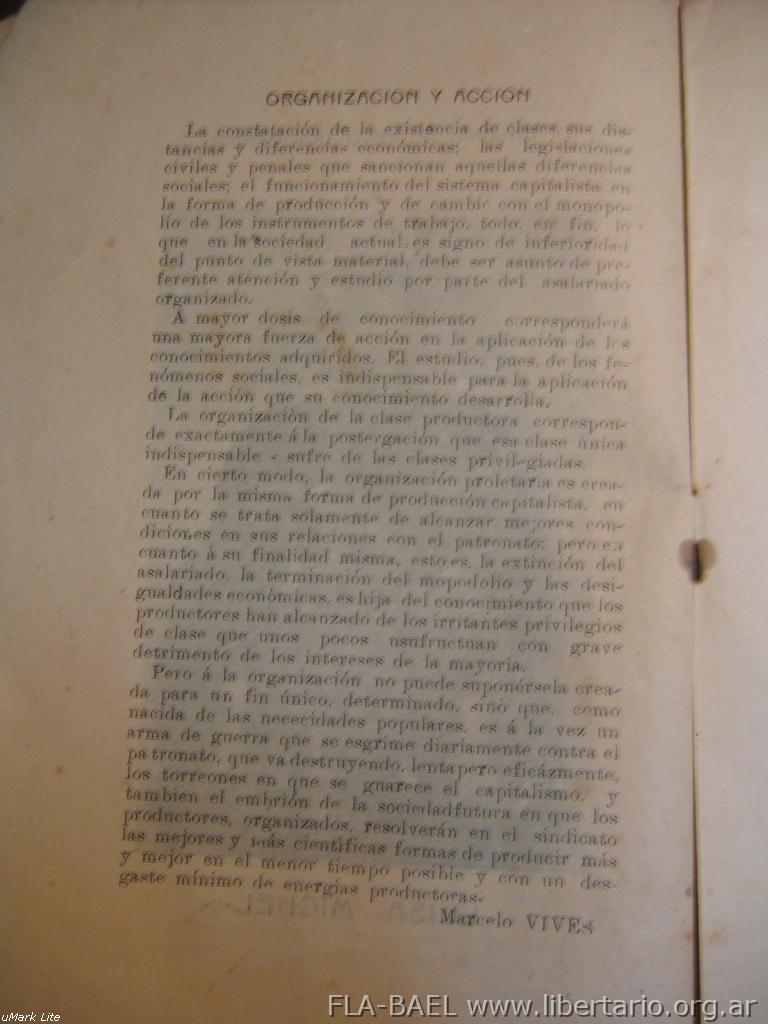 ORGANIZACION Y ACCION
La constatación de la existencia de clases, sus dis-
tancias y diferencias económicas; las legislaciones
civiles y penales que sancionan aquellas diferencias
sociales; el funcionamiento del sistema capitalista en
la forma de producción y de cambio con el monopo-
lio de los instrumentos de trabajo, todo, en fin, lo
que en la sociedad actual es signo de inferioridad
del punto de vista material, debe ser asunto de pre-
ferente atención y estudio por parte del asalariado
organizado.
A mayor dosis de conocimiento corresponderá
una mayora fuerza de acción en la aplicación de los
conocimientos adquiridos. El estudio, pues, de los fe-
nómenos sociales, es indispensable para la aplicación
de la acción que su conocimiento desarrolla.
La organización de la clase productora correspon-
de exactamente á la postergación que esa clase única
indispensable - sufre de las clases privilegiadas.
En cierto modo, la organización proletaria es crea-
da por la misma forma de producción capitalista, en
cuanto se trata solamente de alcanzar mejores con-
diciones en sus relaciones con el patronato; pero en
cuanto á su finalidad misma, esto es, la extinción del
asalariado, la terminación del mopodolio y las desi-
gualdades económicas, es hija del conocimiento que los
productores han alcanzado de los irritantes privilegios
de clase que unos pocos usufructuan con grave
detrimento de los intereses de la mayoría.
Pero á la organización no puede suponérsela crea-
da para un fin único, determinado, sinó que, como
nacida de las nececidades populares, es á la vez un
arma de guerra que se esgrime diaríamente contra el
patronato, que va destruyendo, lenta pero eficázmente,
los torreones en que se guarece el capitalismo, y
también el embrión de la sociedad futura en que los
productores, organizados, resolverán en el sindicato
las mejores y más científicas formas de producir más
y mejor en el menor tiempo posible y con un des-
gaste mínimo de energías productoras.
Marcelo VIVES
uMark Lite
FLA-BAEL www.libertario.org.ar